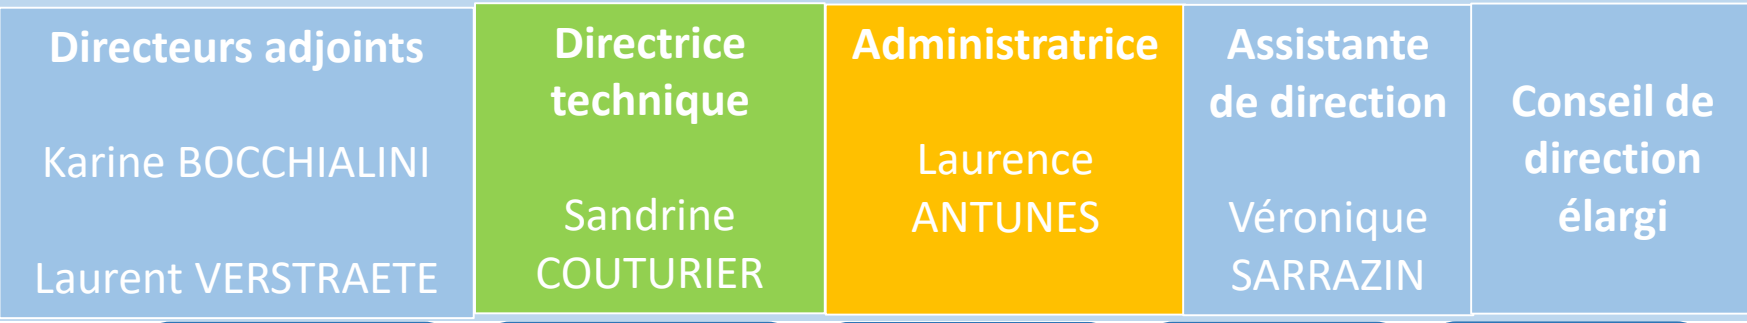 Directeurs adjoints
Karine BOCCHIALINI
Laurent VERSTRAETE
Directrice
technique
Sandrine
COUTURIER
Administratrice
Laurence
ANTUNES
Assistante
de direction
Véronique
SARRAZIN
Conseil de
direction
élargi